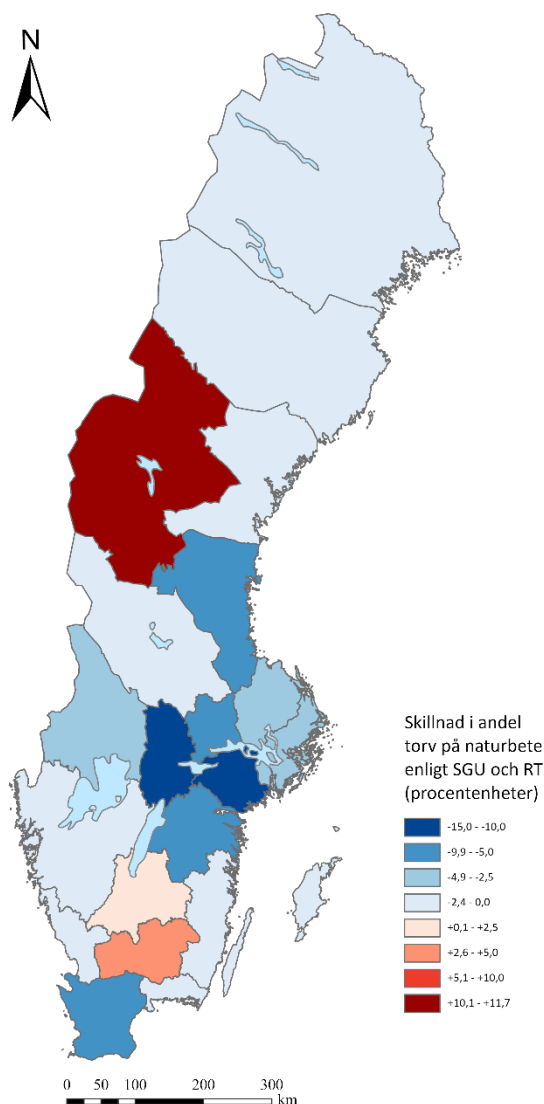 N
Skillnad i andel
torv på naturbete
enligt SGU och RT
(procentenheter)
-15,0 – -10,0
-9,9 – -5,0
-4,9 – -2,5
-2,4 – 0,0
+0,1 – +2,5
+2,6 – +5,0
+5,1 – +10,0
+10,1 – +11,7
0 50 100 200 300
km